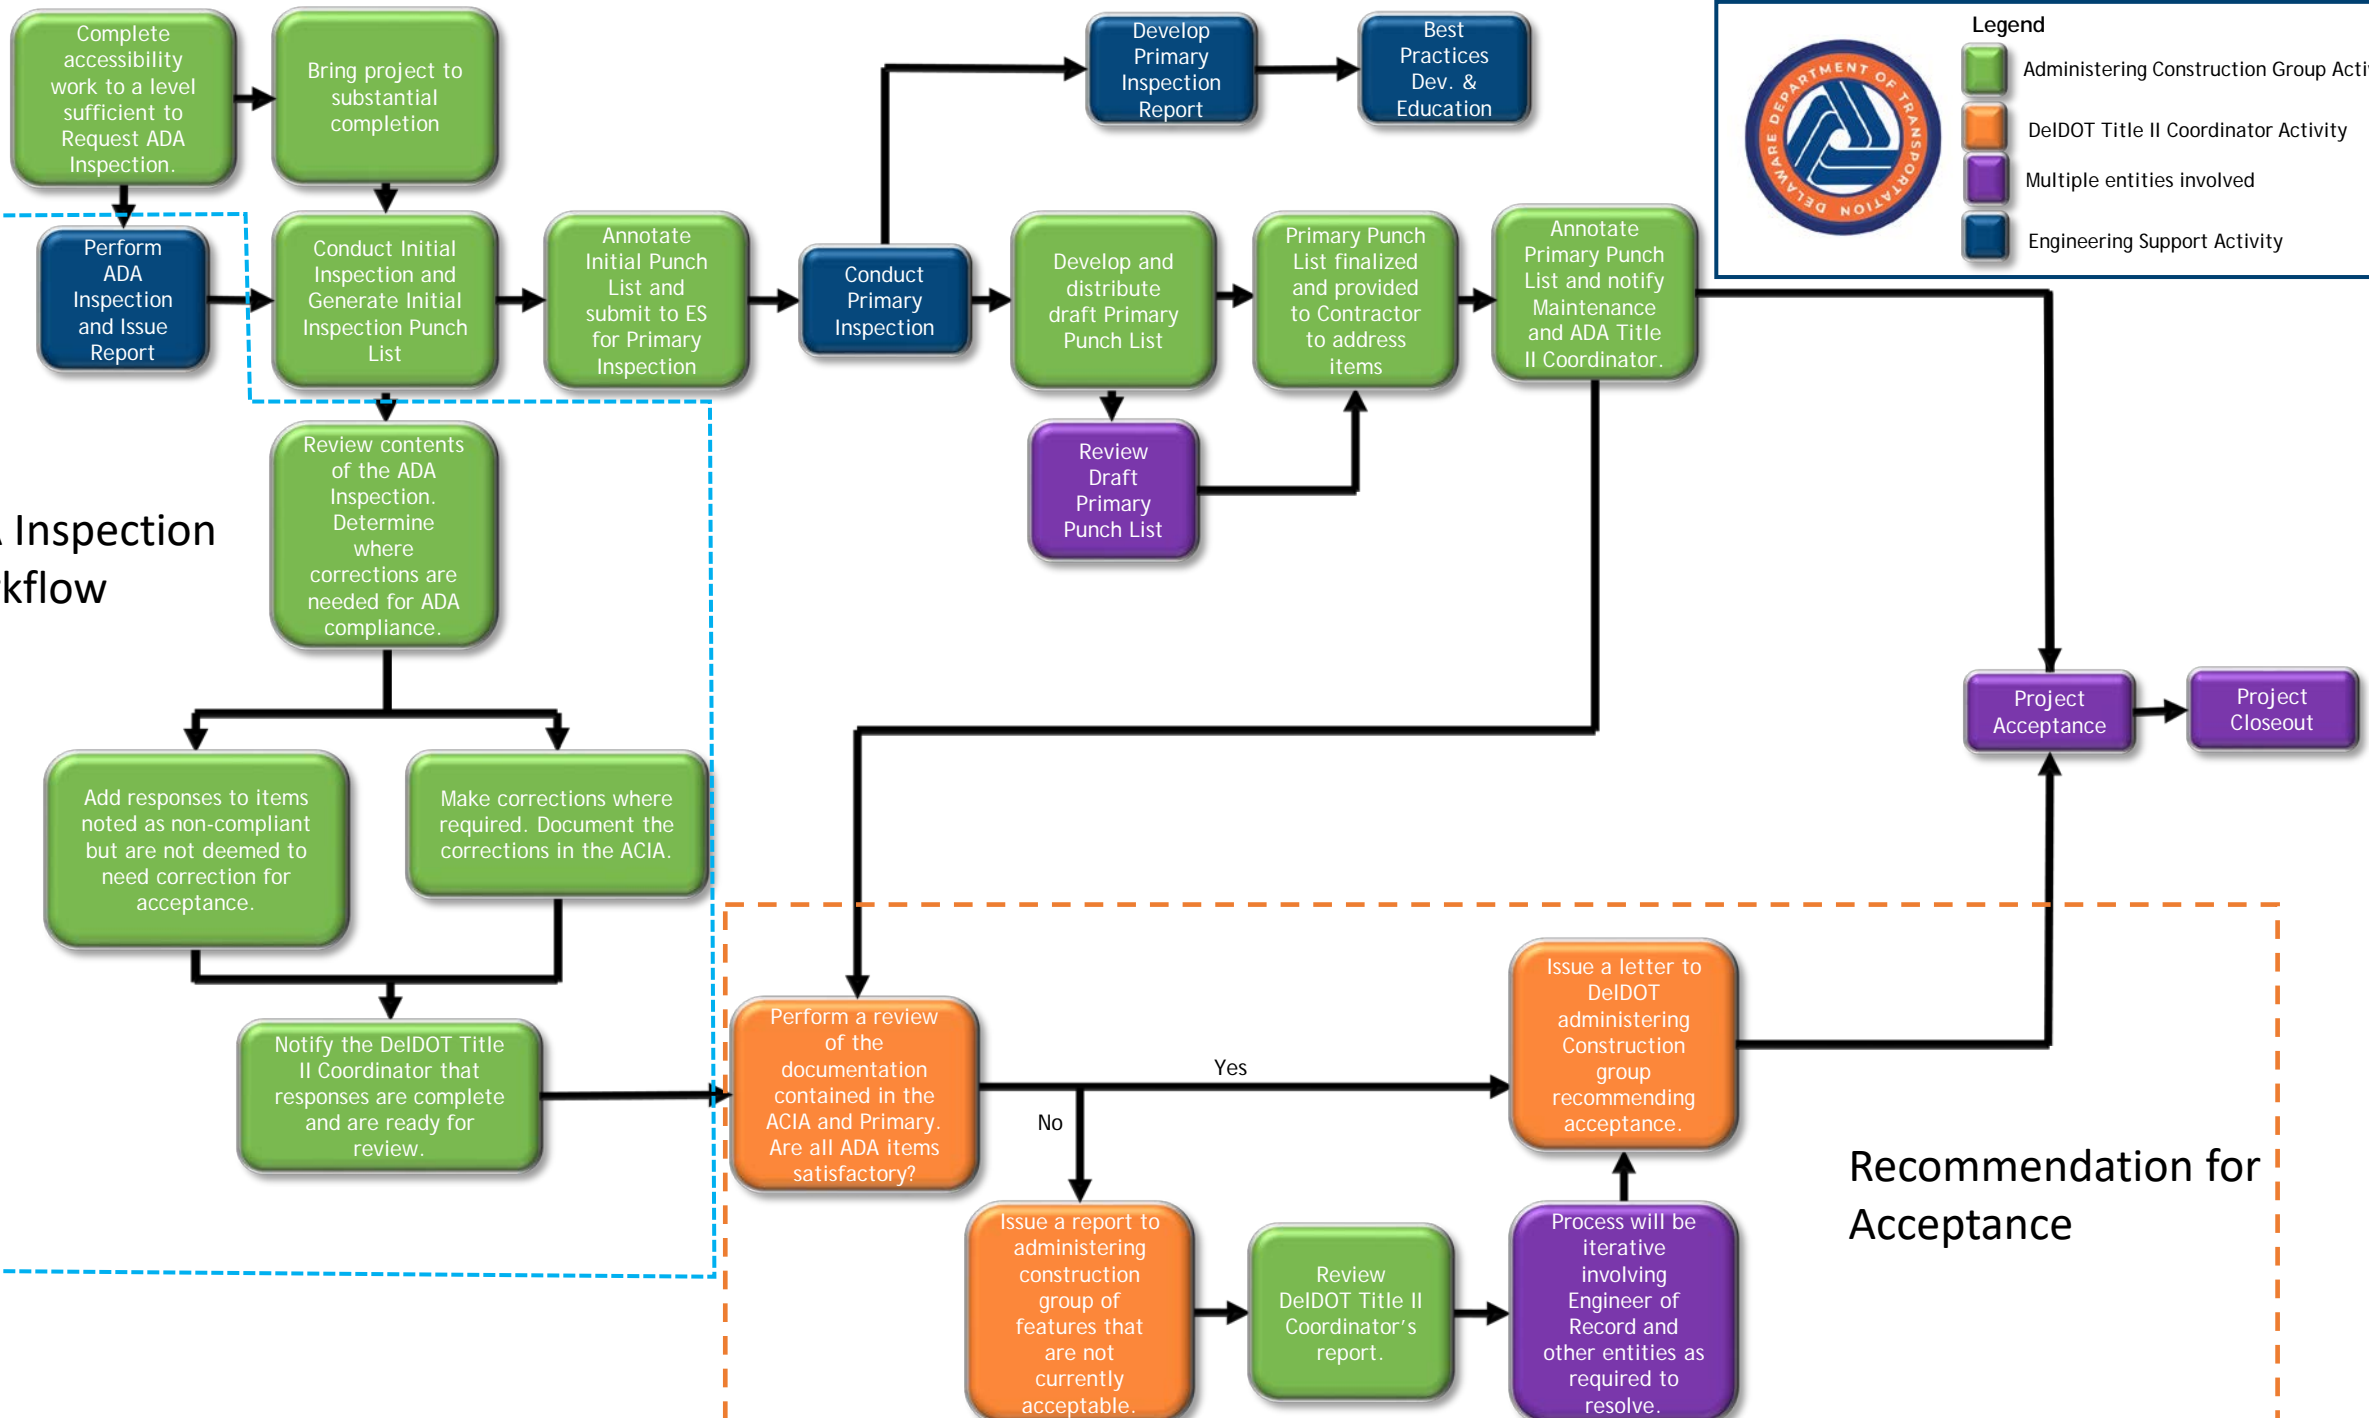 Complete
accessibility
work to a level
sufficient to
Request ADA
Inspection.
Bring project to
substantial
completion
Develop
Primary
Inspection
Report
Best
Practices
Dev. &
Education
Legend
DELAWARE DEPARTMENT OF TRANSPORTATION
Administering Construction Group
DelDOT Title II Coordinator Activity
Multiple entities involved
Engineering Support Activity
Perform
ADA
Inspection
and Issue
Report
Conduct Initial
Inspection and
Generate Initial
Inspection Punch
List
Annotate
Initial Punch
List and
submit to ES
for Primary
Inspection
Conduct
Primary
Inspection
Develop and
distribute
draft Primary
Punch List
Primary Punch
List finalized
and provided
to Contractor
to address
items
Annotate
Primary Punch
List and notify
Maintenance
and ADA Title
II Coordinator.
Review
Draft
Primary
Punch List
Review contents
of the ADA
Inspection.
Determine
where
corrections are
needed for ADA
compliance.
Inspection
Project
Acceptance
Project
Closeout
Add responses to items
noted as non-compliant
but are not deemed to
need correction for
acceptance.
Make corrections where
required. Document the
corrections in the ACIA.
Notify the DelDOT Title
II Coordinator that
responses are complete
and are ready for
review.
Perform a review
of the
documentation
contained in the
ACIA and Primary.
Are all ADA items
satisfactory?
Yes
No
Issue a letter to
DelDOT
administering
Construction
group
recommending
acceptance.
Issue a report to
administering
construction
group of
features that
are not
currently
acceptable.
Review
DelDOT Title II
Coordinator's
report.
Process will be
iterative
involving
Engineer of
Record and
other entities as
required to
resolve.
Recommendation for
Acceptance